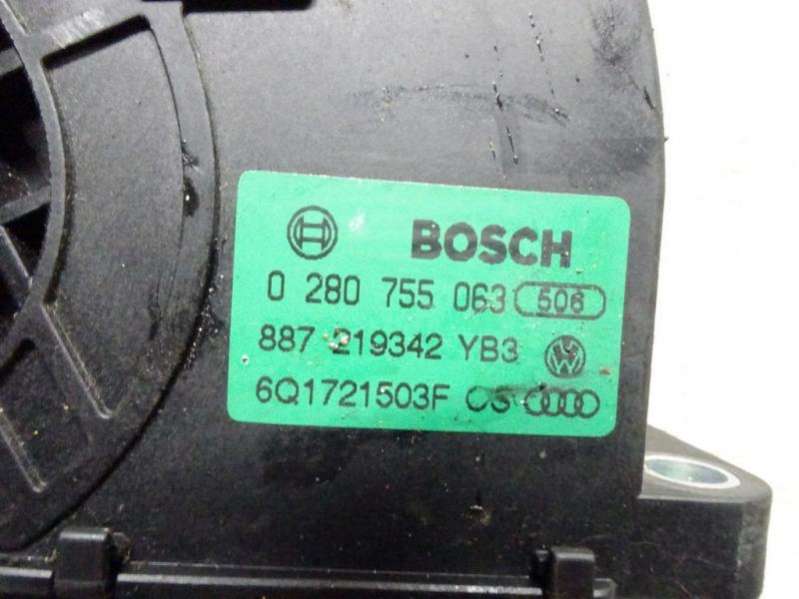 BOSCH
0 280 755 063 506
887 219342 YB3
6Q1721503F